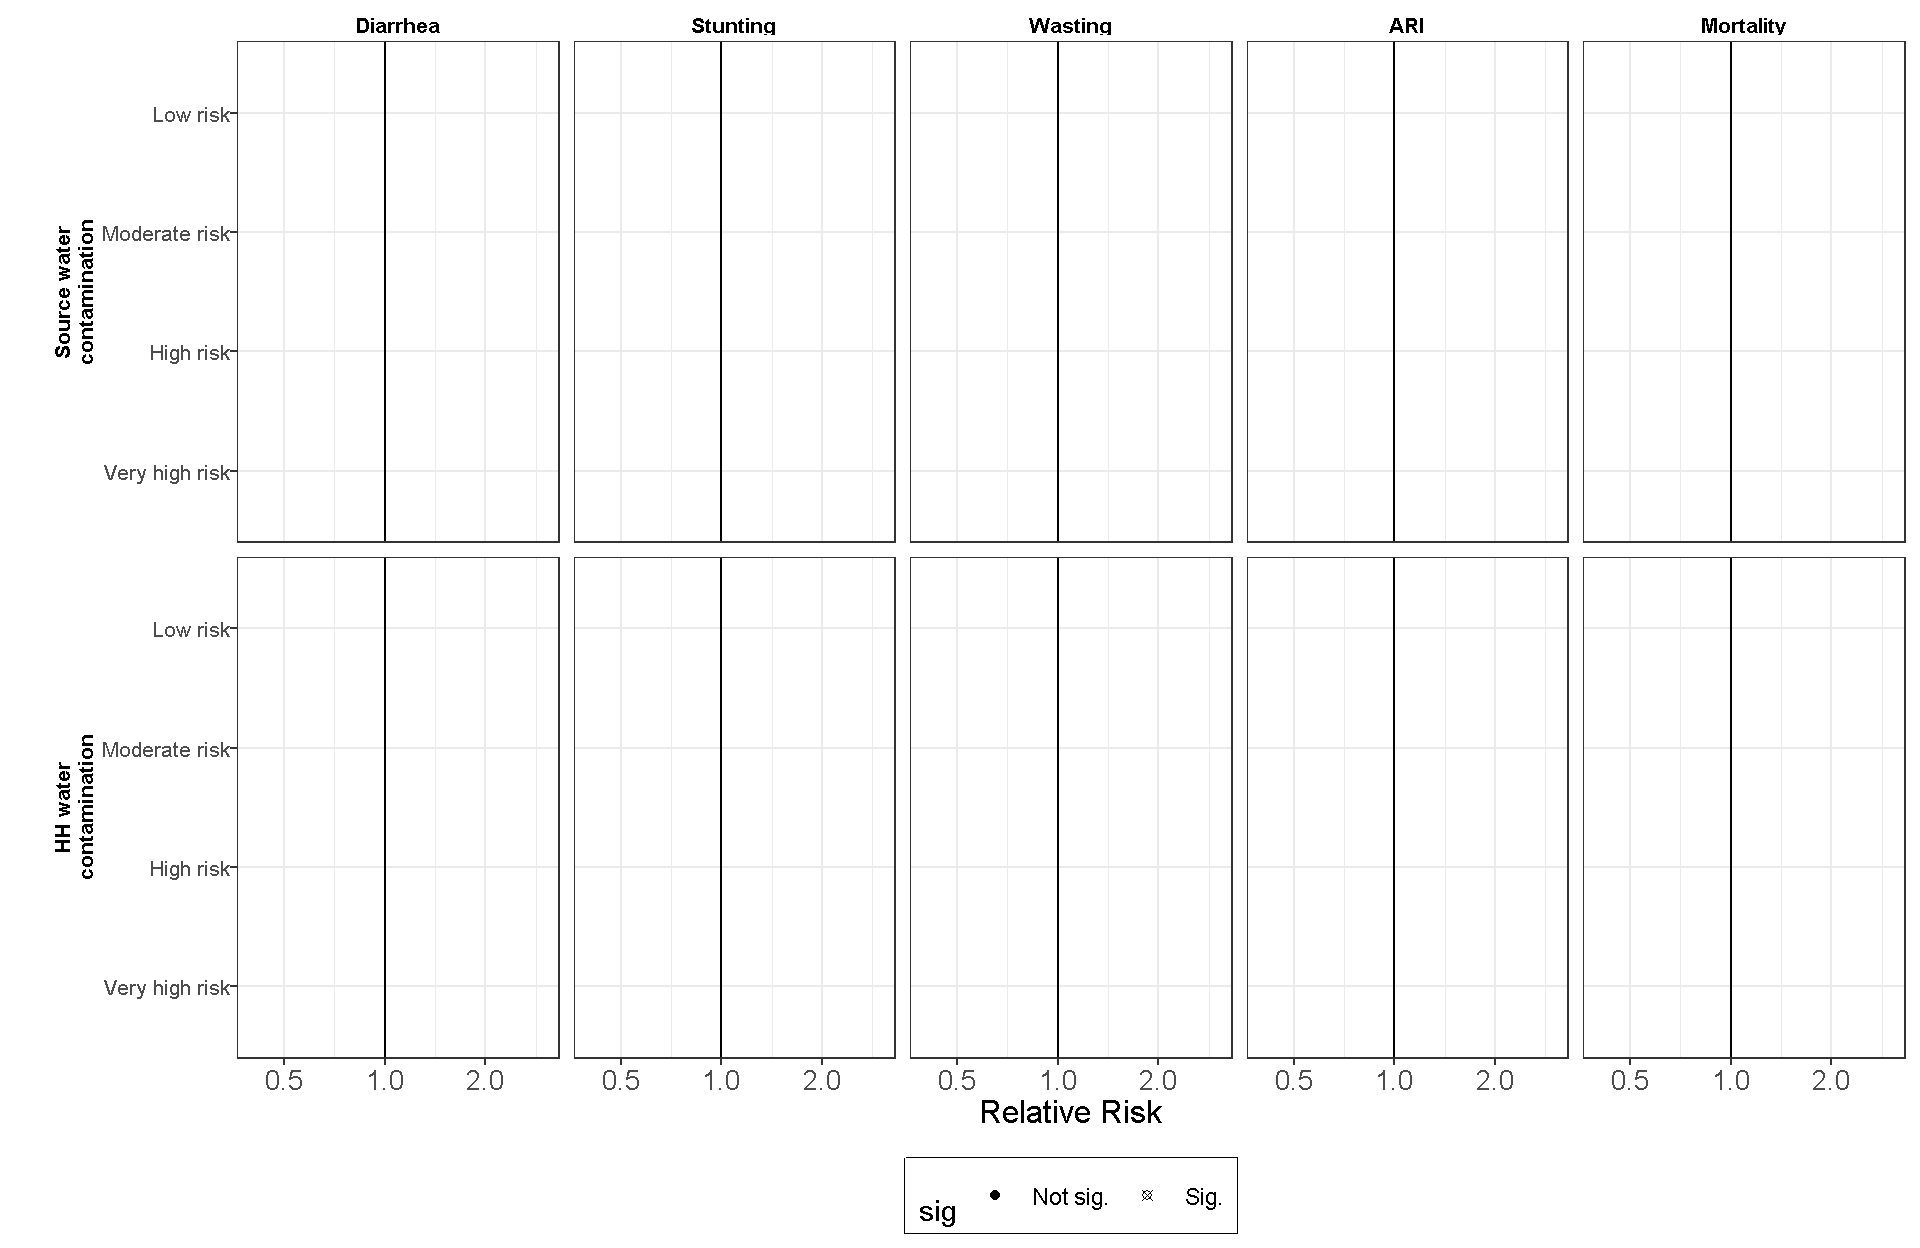 Diarrhea Stunting Wasting ARI Mortality
Source water
contamination
Low risk
Moderate risk
High risk
Very high risk
HH water
contamination
Low risk
Moderate risk
High risk
Very high risk
0.5 1.0 2.0 0.5 1.0 2.0 0.5 1.0 2.0 0.5 1.0 2.0 0.5 1.0 2.0
Relative Risk
sig Not sig. Sig.